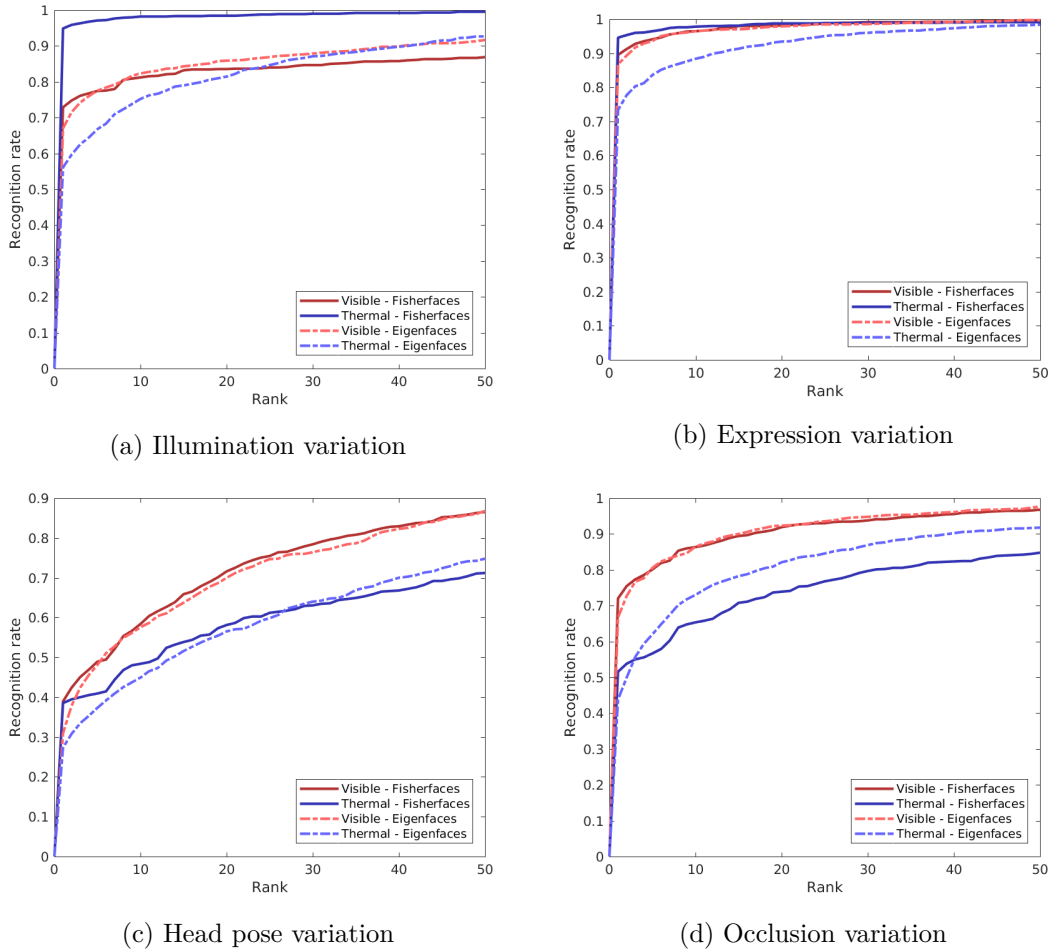 1
0.9
0.8
0.7
0.6
0.5
0.4
0.3
0.2
0.1
0
Recognition rate
0 10 20 30 40 50
Rank
Visible - Fisherfaces
Thermal - Fisherfaces
Visible - Eigenfaces
Thermal - Eigenfaces
(a) Illumination variation
1
0.9
0.8
0.7
0.6
0.5
0.4
0.3
0.2
0.1
0
Recognition rate
0 10 20 30 40 50
Rank
Visible - Fisherfaces
Thermal - Fisherfaces
Visible - Eigenfaces
Thermal - Eigenfaces
(b) Expression variation
0.9
0.8
0.7
0.6
0.5
0.4
0.3
0.2
0.1
0
Recognition rate
0 10 20 30 40 50
Rank
Visible - Fisherfaces
Thermal - Fisherfaces
Visible - Eigenfaces
Thermal - Eigenfaces
(c) Head pose variation
1
0.9
0.8
0.7
0.6
0.5
0.4
0.3
0.2
0.1
0
Recognition rate
0 10 20 30 40 50
Rank
Visible - Fisherfaces
Thermal - Fisherfaces
Visible - Eigenfaces
Thermal - Eigenfaces
(d) Occlusion variation